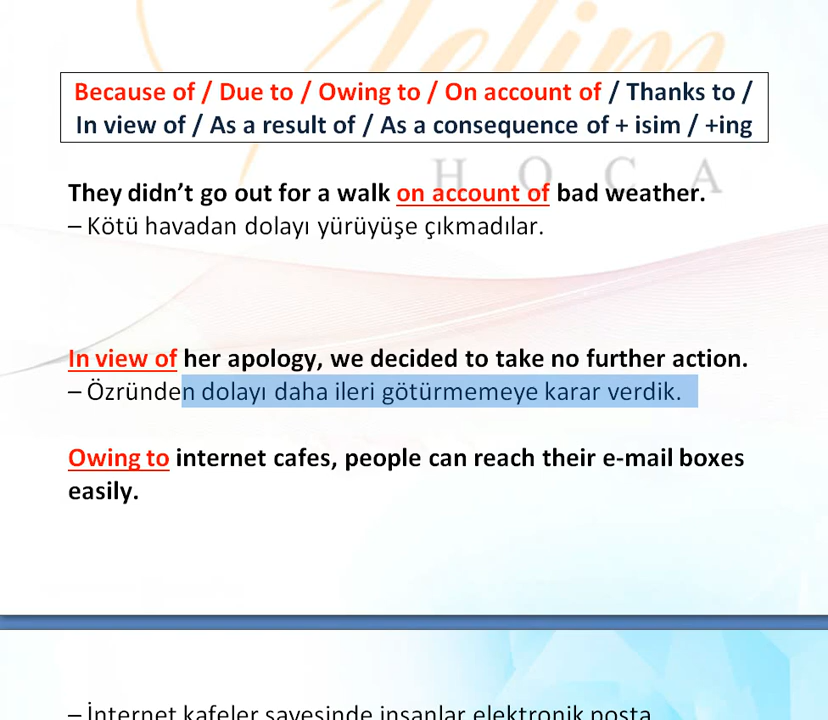 Selim
Because of / Due to / Owing to / On account of / Thanks to /
In view of / As a result of / As a consequence of + isim / +ing
HOCA
They didn’t go out for a walk on account of bad weather.
– Kötü havadan dolayı yürüyüşe çıkmadılar.
In view of her apology, we decided to take no further action.
– Özründen dolayı daha ileri götürmemeye karar verdik.
Owing to internet cafes, people can reach their e-mail boxes
easily.
– İnternet kafeler sayesinde insanlar elektronik posta